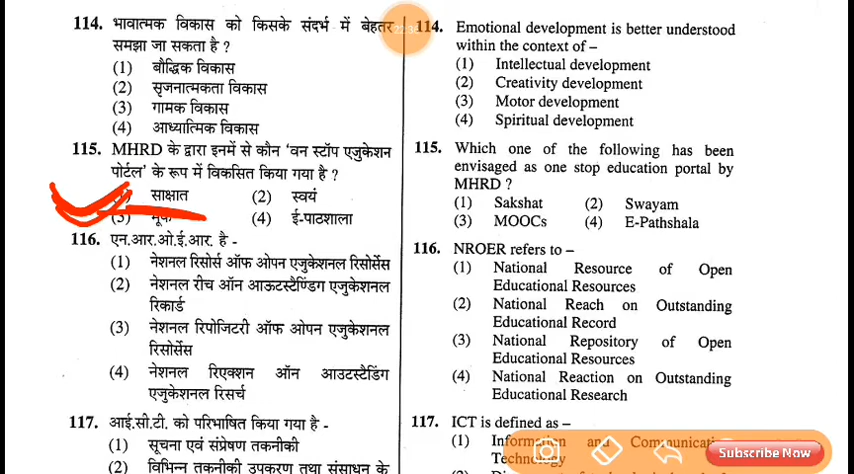 114. भावात्मक विकास को किसके संदर्भ में बेहतर
समझा जा सकता है ?
(1) बौद्धिक विकास
(2) सृजनात्मकता विकास
(3) गामक विकास
(4) आध्यात्मिक विकास
115. MHRD के द्वारा इनमें से कौन 'वन स्टॉप एजुकेशन
पोर्टल' के रूप में विकसित किया गया है ?
साक्षात (2) स्वयं
(3) (4) ई-पाठशाला
116. एन.आर.ओ.ई.आर. है -
(1) नेशनल रिसोर्स ऑफ ओपन एजुकेशनल रिसोर्सेस
(2) नेशनल रीच ऑन आऊटस्टैण्डिंग एजुकेशनल
रिकार्ड
(3) नेशनल रिपोजिटरी ऑफ ओपन एजुकेशनल
रिसोर्सेस
(4) नेशनल रिएक्शन ऑन आउटस्टैडिंग
एजुकेशनल रिसर्च
117. आई.सी.टी. को परिभाषित किया गया है -
(1) सूचना एवं संप्रेषण तकनीकी
(2) विभिन्न तकनीकी उपकरण तथा संसाधन के
114. Emotional development is better understood
within the context of –
(1) Intellectual development
(2) Creativity development
(3) Motor development
(4) Spiritual development
115. Which one of the following has been
envisaged as one stop education portal by
MHRD ?
(1) Sakshat (2) Swayam
(3) MOOCs (4) E-Pathshala
116. NROER refers to –
(1) National Resource of Open
Educational Resources
(2) National Reach on Outstanding
Educational Record
(3) National Repository of Open
Educational Resources
(4) National Reaction on Outstanding
Educational Research
117. ICT is defined as –
(1) Information and Communication
Technology
Subscribe Now